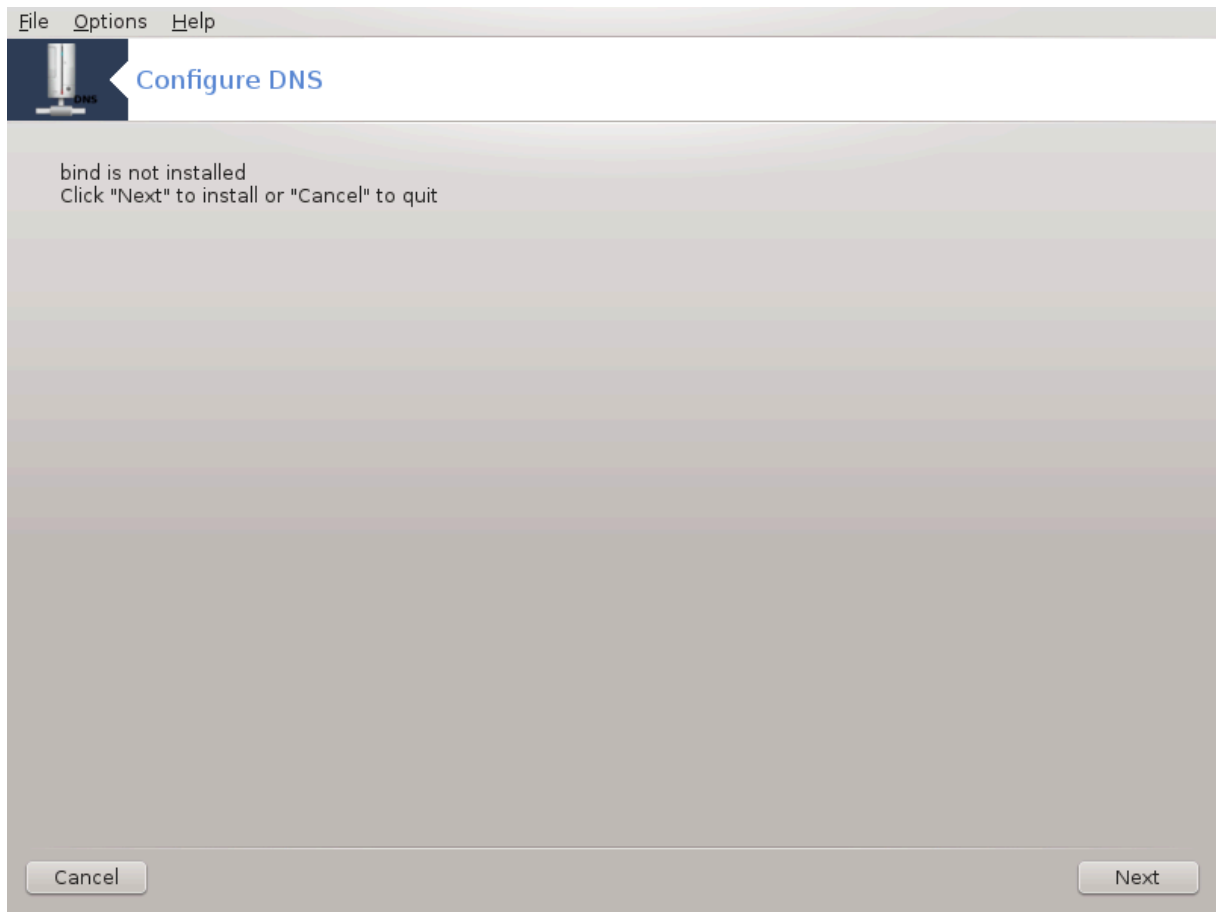 File Options Help
DNS
Configure DNS
bind is not installed
Click "Next" to install or "Cancel" to quit
Cancel Next